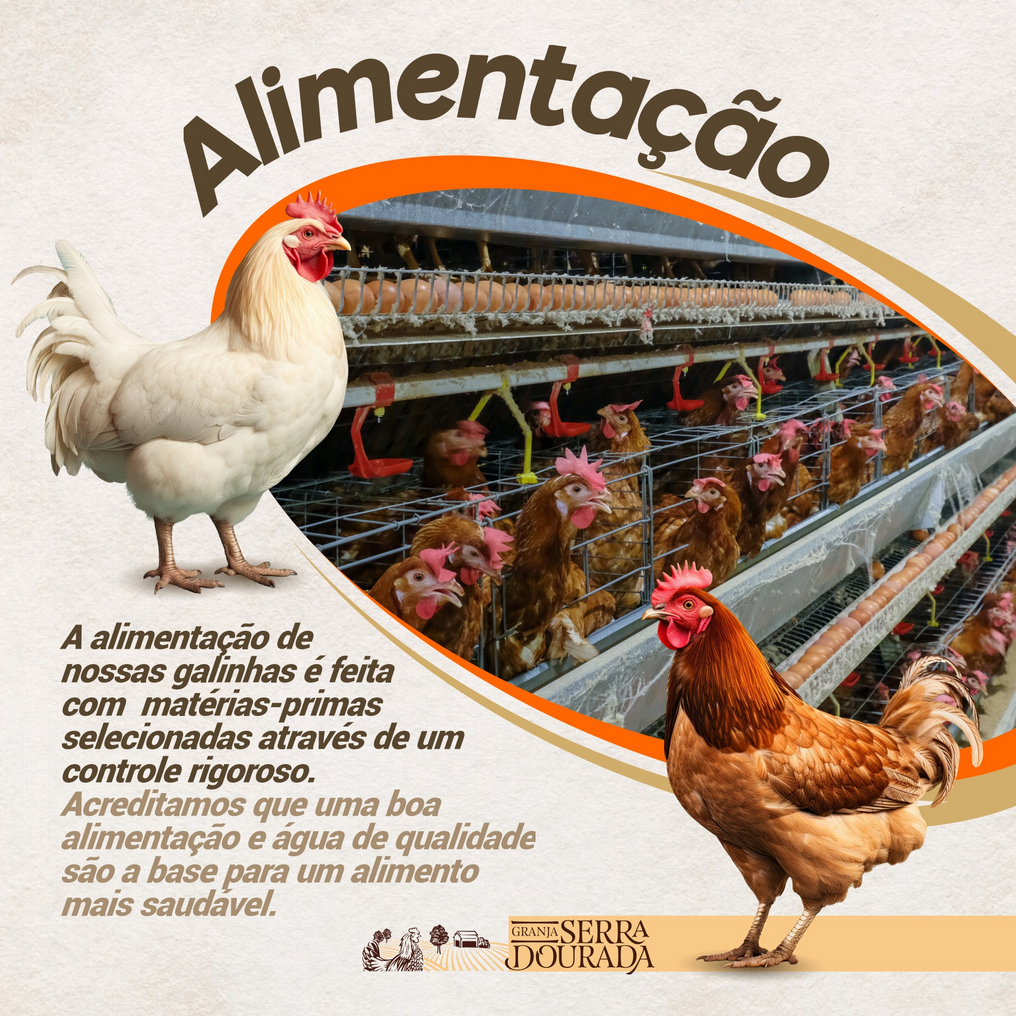 Alimentação
A alimentação de
nossas galinhas é feita
com matérias-primas
selecionadas através de um
controle rigoroso.
Acreditamos que uma boa
alimentação e água de qualidade
são a base para um alimento
mais saudável.
GRANJA SERRA
DOURADA